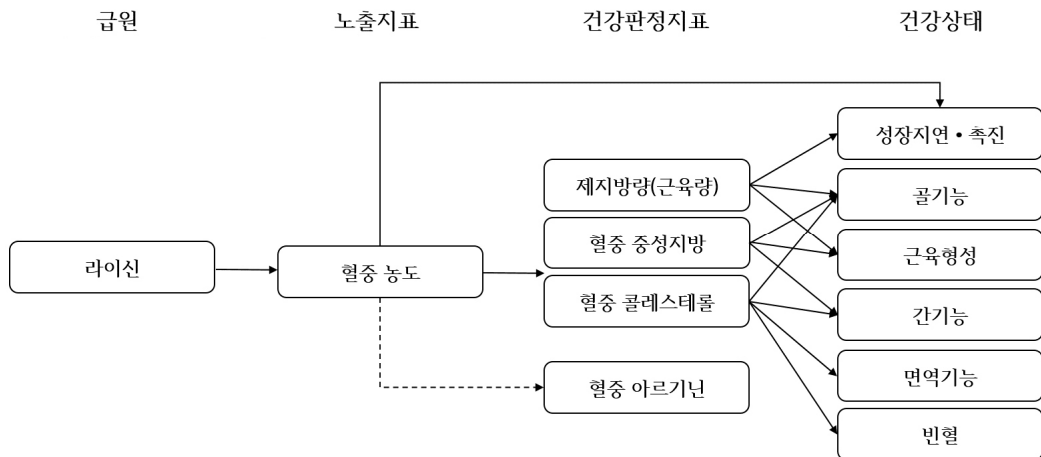 급원
노출지표
건강판정지표
건강상태
라이신
혈중 농도
제지방량(근육량)
혈중 중성지방
혈중 콜레스테롤
혈중 아르기닌
성장지연 • 촉진
골기능
근육형성
간기능
면역기능
빈혈